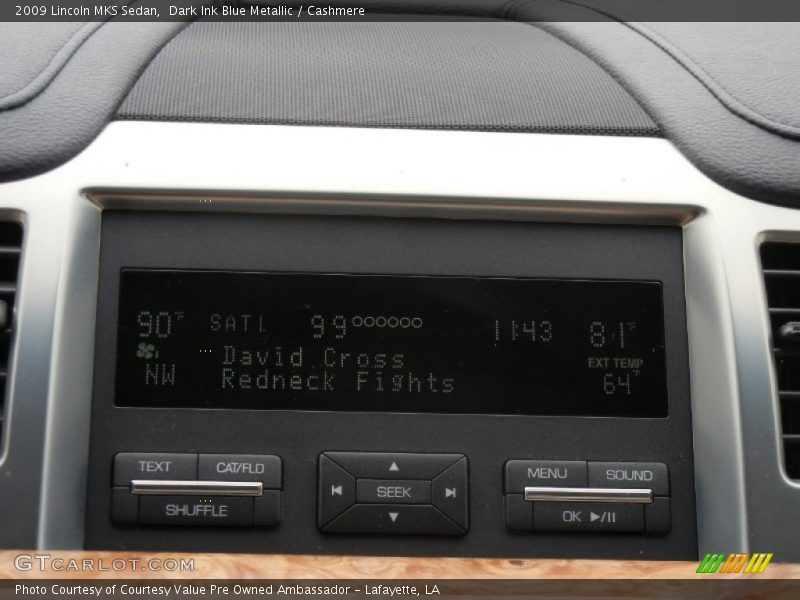 2009 Lincoln MKS Sedan, Dark Ink Blue Metallic / Cashmere
90°F SAT1 99 11:43 81°F
David Cross EXT TEMP
NW Redneck Fights 64°F
TEXT CAT/FLD MENU SOUND
SEEK
SHUFFLE OK ►/II
GTCARLOT.COM
Photo Courtesy of Courtesy Value Pre Owned Ambassador - Lafayette, LA